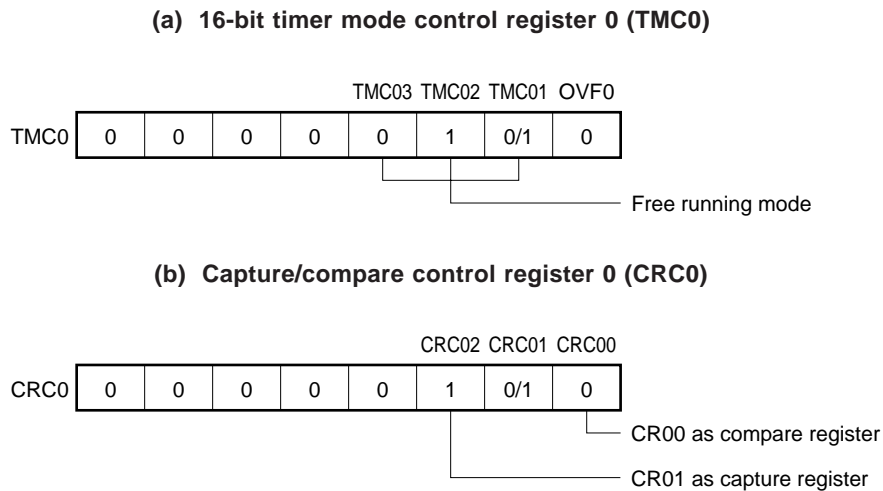 (a) 16-bit timer mode control register 0 (TMC0)
TMC03 TMC02 TMC01 OVF0
TMC0 0 0 0 0 0 1 0/1 0
Free running mode
(b) Capture/compare control register 0 (CRC0)
CRC02 CRC01 CRC00
CRC0 0 0 0 0 0 1 0/1 0
CR00 as compare register
CR01 as capture register